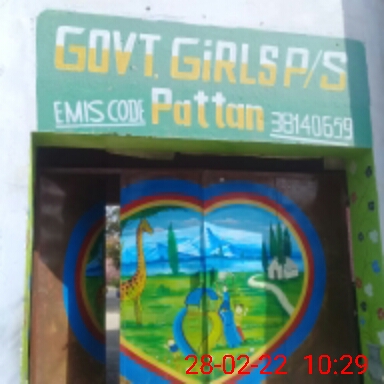 GOVT. GiRLS P/S
EMIS CODE Pattan 38140659
28-02-22 10:29